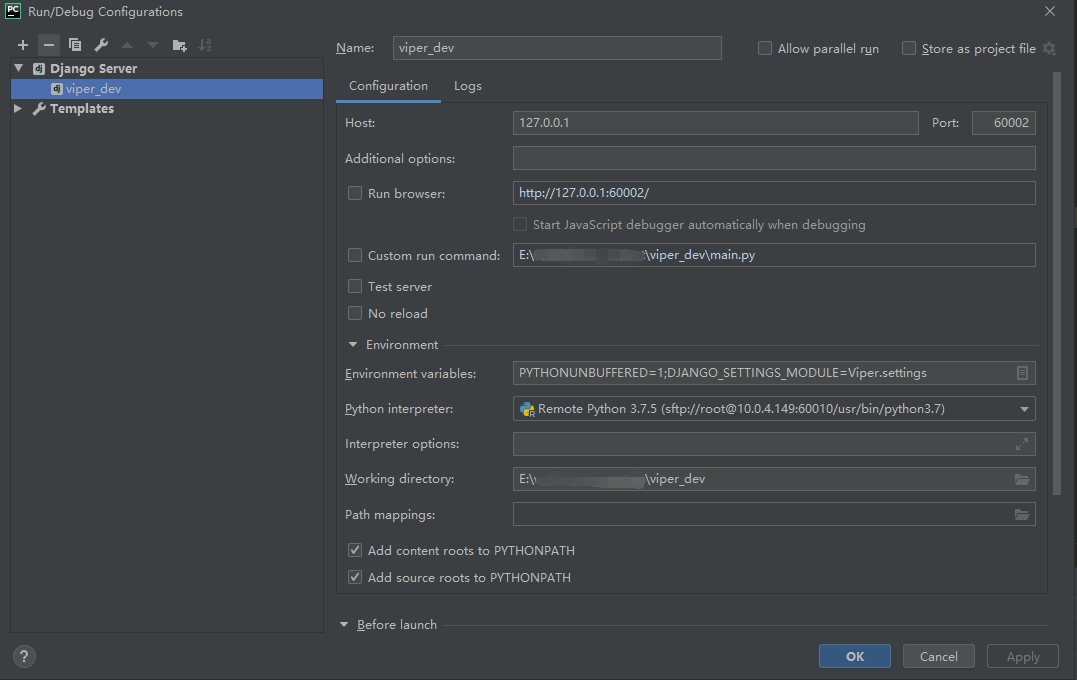 PC Run/Debug Configurations
Name: viper_dev Allow parallel run Store as project file
dj Django Server
dj viper_dev
Templates
Configuration Logs
Host: 127.0.0.1 Port: 60002
Additional options:
Run browser: http://127.0.0.1:60002/
Start JavaScript debugger automatically when debugging
Custom run command: E:\ \viper_dev\main.py
Test server
No reload
Environment
Environment variables: PYTHONUNBUFFERED=1;DJANGO_SETTINGS_MODULE=Viper.settings
Python interpreter: Remote Python 3.7.5 (sftp://root@10.0.4.149:60010/usr/bin/python3.7)
Interpreter options:
Working directory: E:\ \viper_dev
Path mappings:
Add content roots to PYTHONPATH
Add source roots to PYTHONPATH
Before launch
? OK Cancel Apply